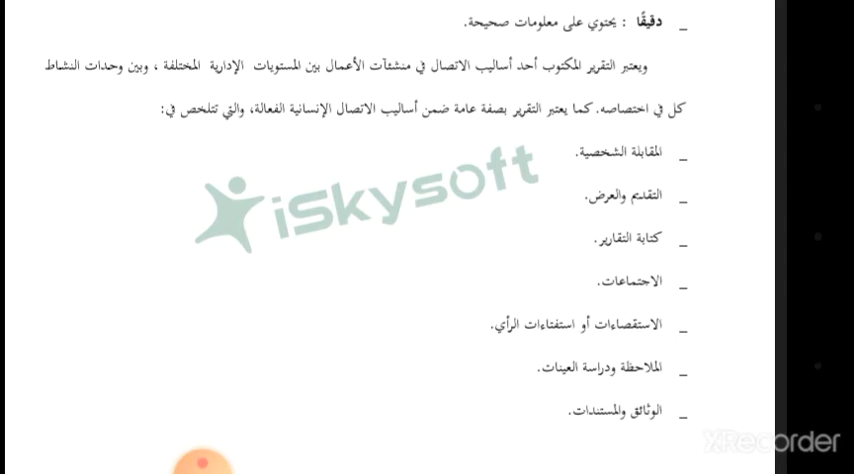 _ دقيقًا : يحتوي على معلومات صحيحة.
ويعتبر التقرير المكتوب أحد أساليب الاتصال في منشئآت الأعمال بين المستويات الإدارية المختلفة ، وبين وحدات النشاط
كل في اختصاصه. كما يعتبر التقرير بصفة عامة ضمن أساليب الاتصال الإنسانية الفعالة، والتي تتلخص في:
_ المقابلة الشخصية.
_ التقديم والعرض.
iSkysoft
_ كتابة التقارير.
_ الاجتماعات.
_ الاستقصاءات أو استفتاءات الرأي.
_ الملاحظة ودراسة العينات.
_ الوثائق والمستندات.
XRecorder